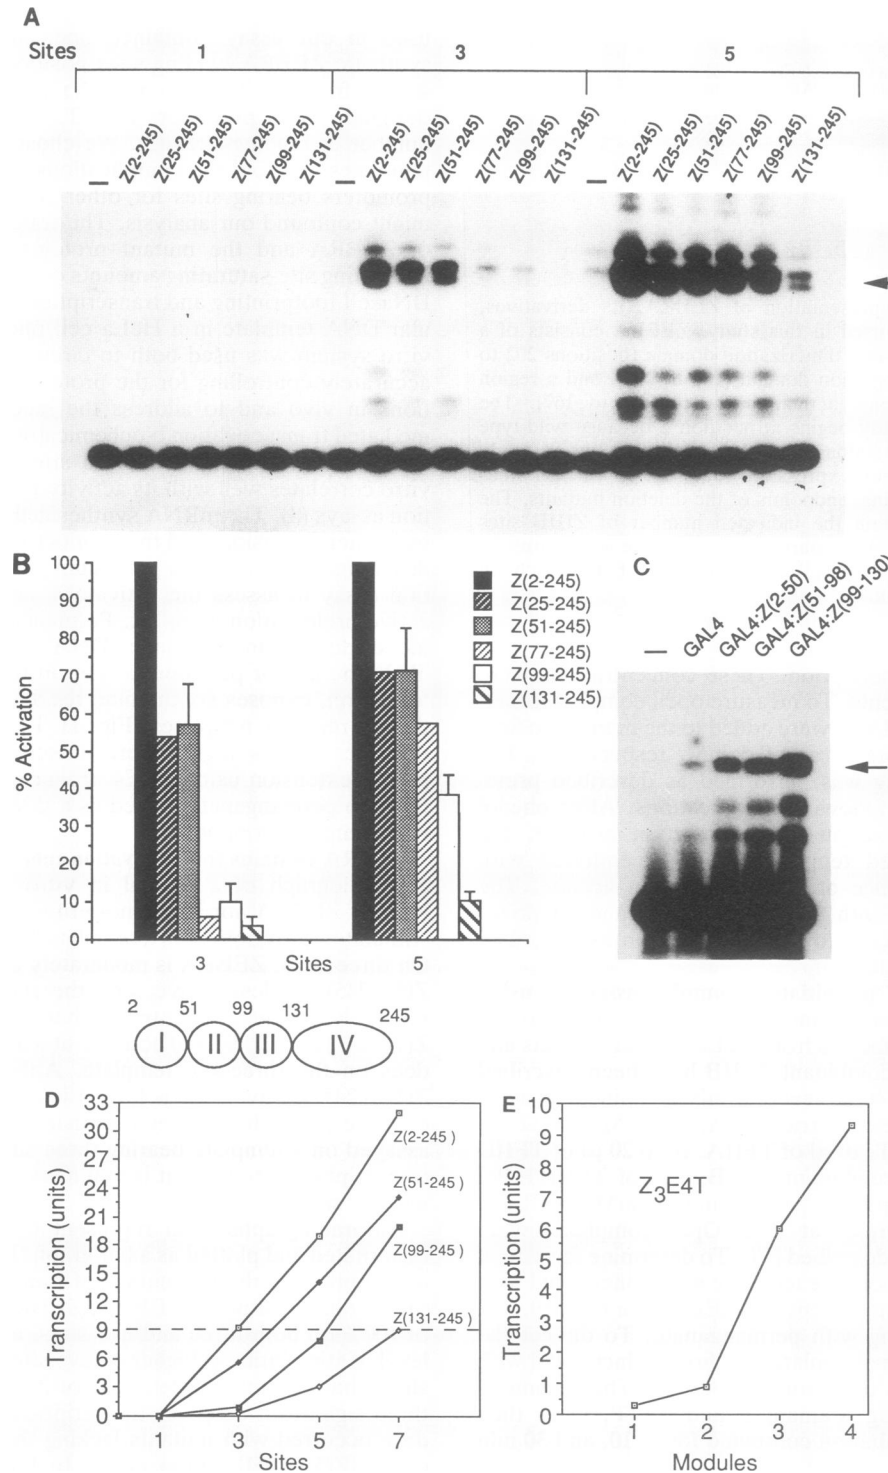 A
Sites 1 3 5
— Z(2-245) Z(25-245) Z(51-245) Z(77-245) Z(99-245) Z(131-245) — Z(2-245) Z(25-245) Z(51-245) Z(77-245) Z(99-245) Z(131-245) — Z(2-245) Z(25-245) Z(51-245) Z(77-245) Z(99-245) Z(131-245)
B
% Activation
100
90
80
70
60
50
40
30
20
10
0
3 Sites 5
Z(2-245)
Z(25-245)
Z(51-245)
Z(77-245)
Z(99-245)
Z(131-245)
C
— GAL4 GAL4:Z(2-50) GAL4:Z(51-98) GAL4:Z(99-130)
2 51 99 131 245
I II III IV
D
Transcription (units)
33
30
27
24
21
18
15
12
9
6
3
0
Z(2-245)
Z(51-245)
Z(99-245)
Z(131-245)
1 3 5 7
Sites
E
Transcription (units)
10
9
8
7
6
5
4
3
2
1
0
Z3E4T
1 2 3 4
Modules